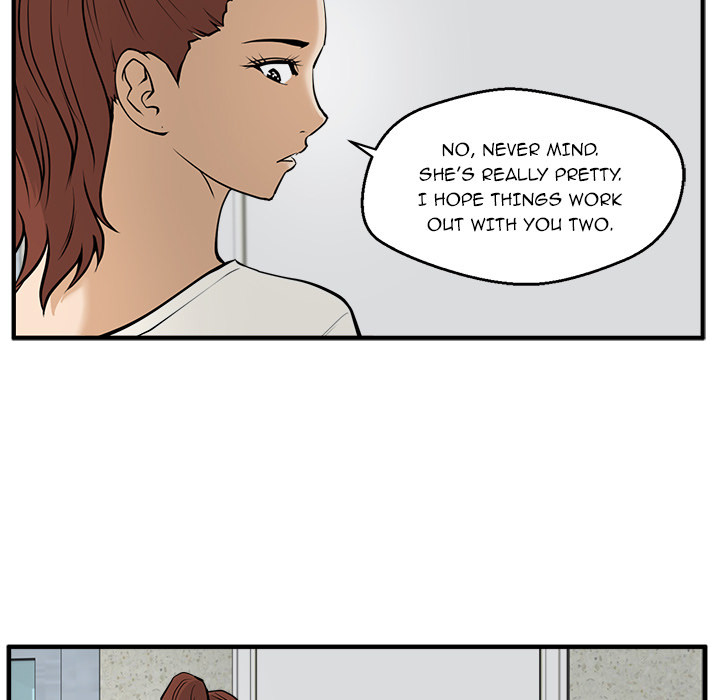 NO, NEVER MIND.
SHE'S REALLY PRETTY.
I HOPE THINGS WORK
OUT WITH YOU TWO.